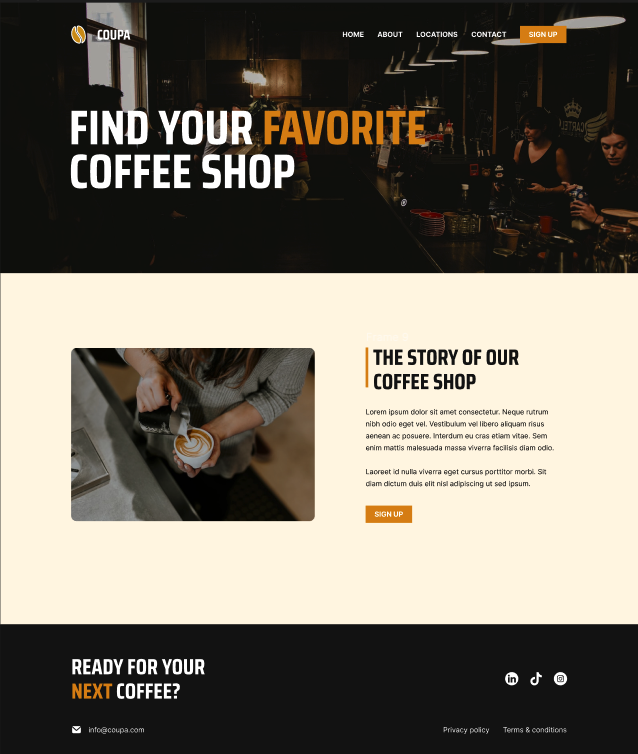 COUPA
HOME ABOUT LOCATIONS CONTACT SIGN UP
FIND YOUR FAVORITE
COFFEE SHOP
THE STORY OF OUR
COFFEE SHOP
Lorem ipsum dolor sit amet consectetur. Neque rutrum
nibh odio eget vel. Vestibulum vel libero aliquam risus
aenean ac posuere. Interdum eu cras etiam vitae. Sem
enim mattis malesuada massa viverra facilisis diam odio.
Laoreet id nulla viverra eget cursus porttitor morbi. Sit
diam dictum duis elit nisl adipiscing ut sed ipsum.
SIGN UP
READY FOR YOUR
NEXT COFFEE?
info@coupa.com
Privacy policy Terms & conditions